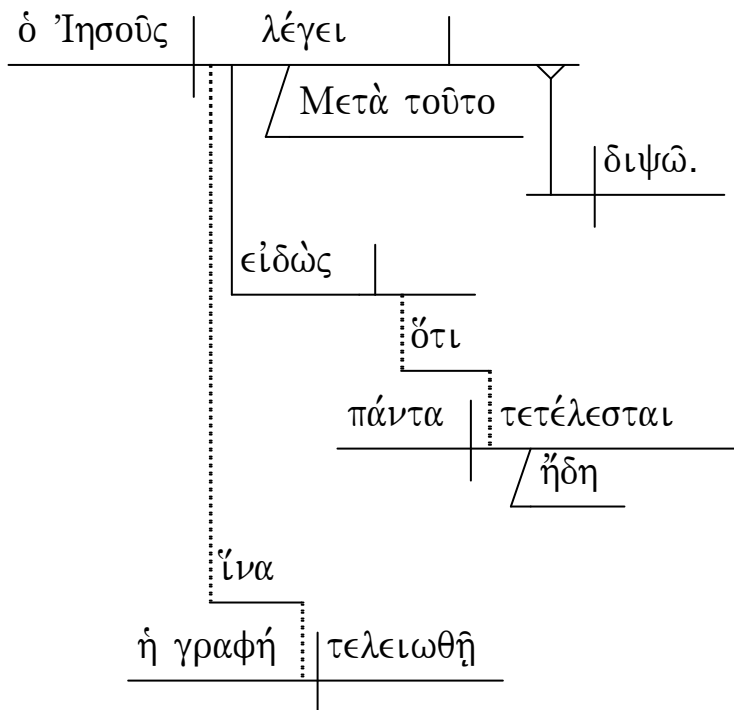 ὁ Ἰησοῦς λέγει
Μετὰ τοῦτο
διψῶ.
εἰδὼς
ὅτι
πάντα τετέλεσται
ἤδη
ἵνα
ἡ γραφή τελειωθῇ